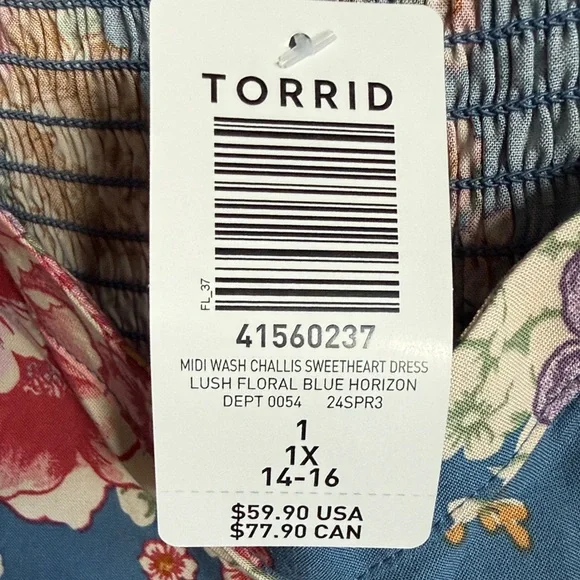 TORRID
FL_37
41560237
MIDI WASH CHALLIS SWEETHEART DRESS
LUSH FLORAL BLUE HORIZON
DEPT 0054 24SPR3
1
1X
14-16
$59.90 USA
$77.90 CAN